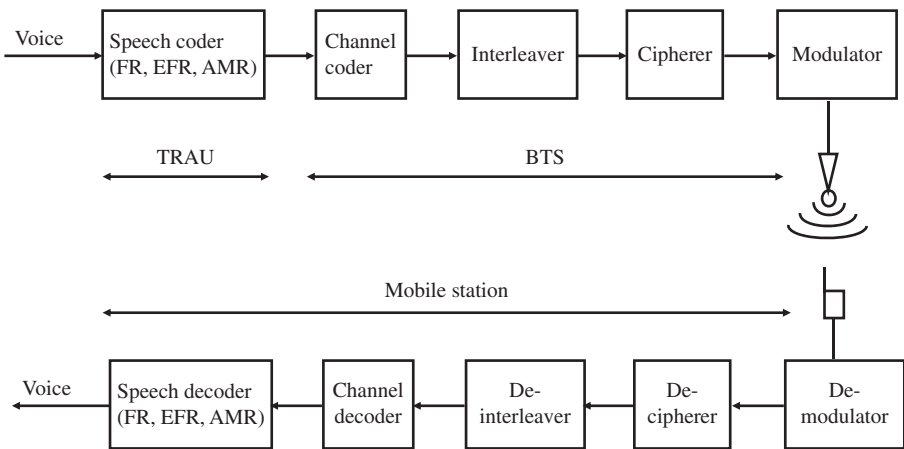 Voice
Speech coder
(FR, EFR, AMR)
Channel
coder
Interleaver
Cipherer
Modulator
TRAU
BTS
Mobile station
Voice
Speech decoder
(FR, EFR, AMR)
Channel
decoder
De-
interleaver
De-
cipherer
De-
modulator